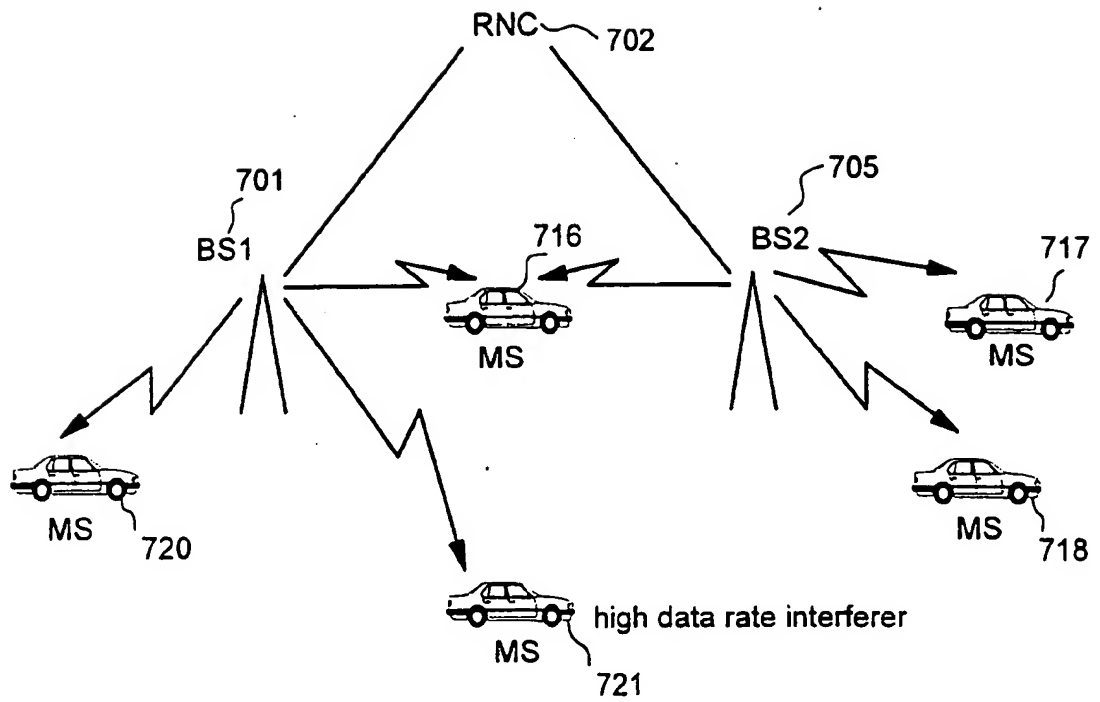 RNC 702
701
BS1
705
BS2
716
MS
717
MS
MS
720
MS
718
high data rate interferer
MS
721